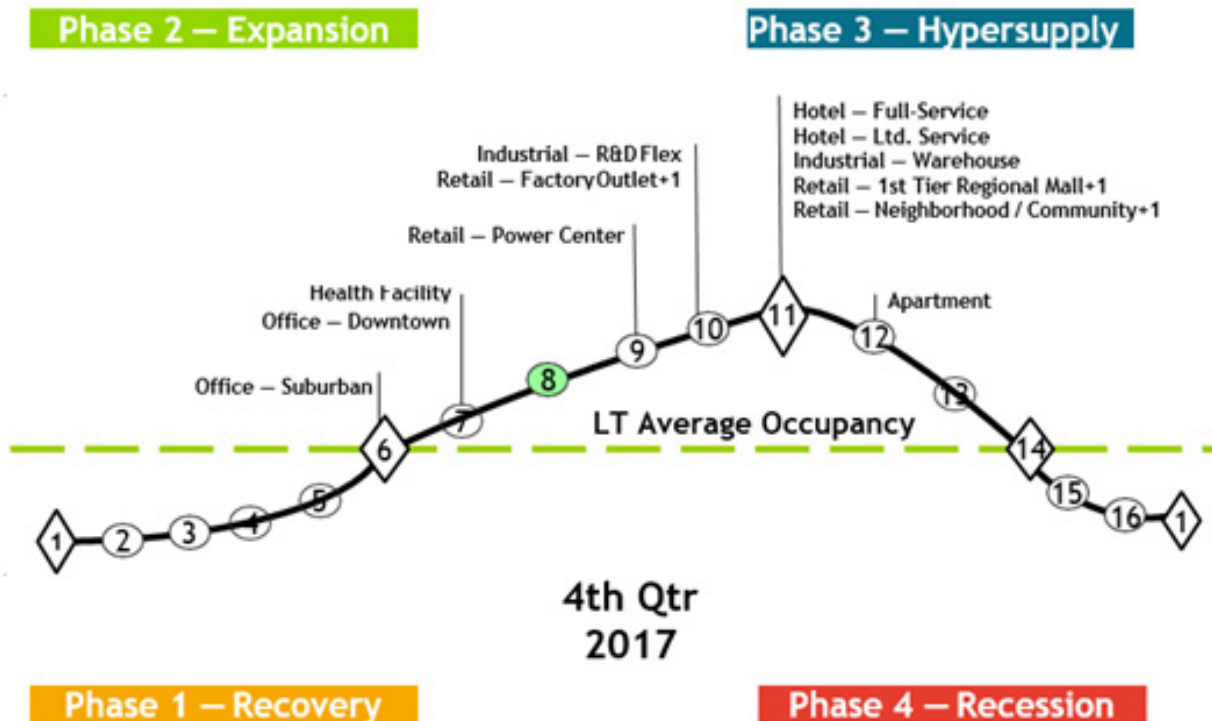 Phase 2 — Expansion
Phase 3 — Hypersupply
Hotel — Full-Service
Hotel — Ltd. Service
Industrial — Warehouse
Retail — 1st Tier Regional Mall+1
Retail — Neighborhood / Community+1
Industrial — R&D Flex
Retail — Factory Outlet+1
Retail — Power Center
Health Facility
Office — Downtown
Apartment
Office — Suburban
LT Average Occupancy
1
2
3
4
5
6
7
8
9
10
11
12
13
14
15
16
1
4th Qtr
2017
Phase 1 — Recovery
Phase 4 — Recession